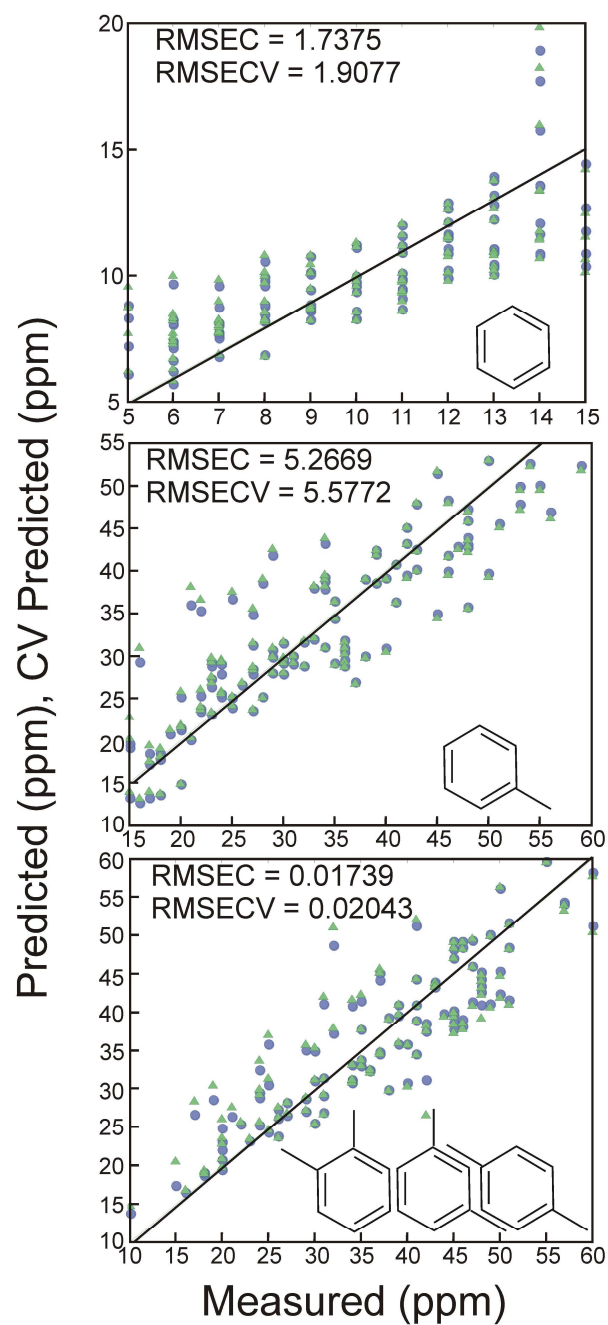 Predicted (ppm), CV Predicted (ppm)
20
15
10
5
RMSEC = 1.7375
RMSECV = 1.9077
5 6 7 8 9 10 11 12 13 14 15
55
50
45
40
35
30
25
20
15
10
RMSEC = 5.2669
RMSECV = 5.5772
15 20 25 30 35 40 45 50 55 60
60
55
50
45
40
35
30
25
20
15
10
RMSEC = 0.01739
RMSECV = 0.02043
10 15 20 25 30 35 40 45 50 55 60
Measured (ppm)